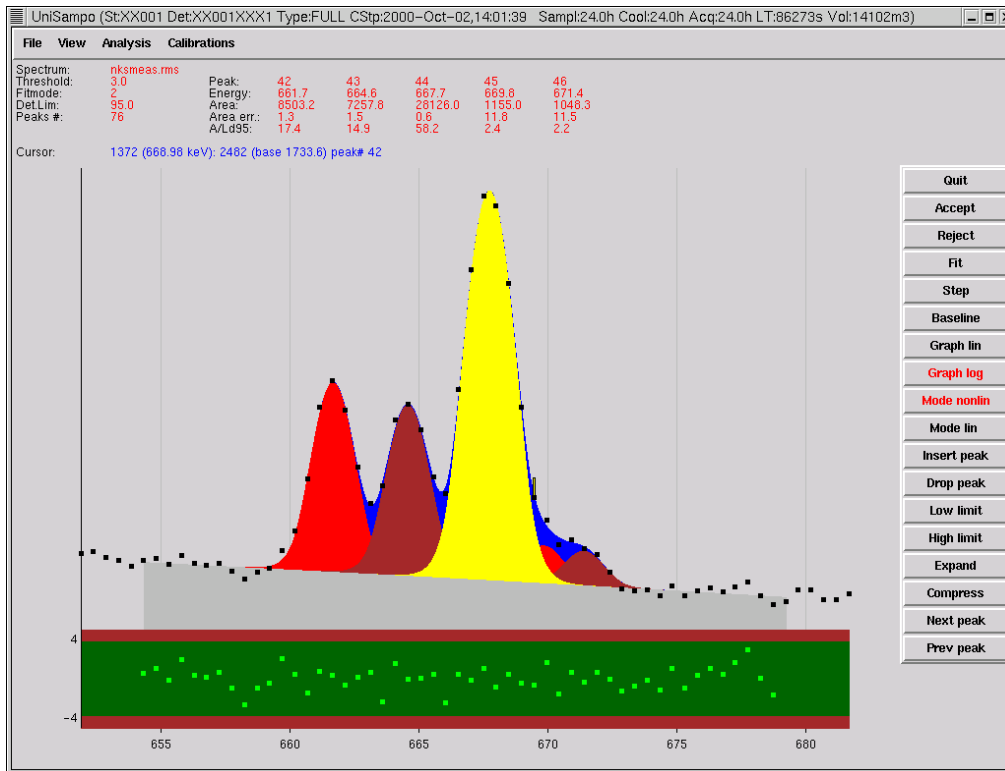 UniSampo (St:XX001 Det:XX01XXX1 Type:FULL CStp:2000-Oct-02,14:01:39 Sampl:24.0h Cool:24.0h Acq:24.0h LT:86273s Vol:14102m3)
File View Analysis Calibrations
Spectrum: nksmeas.rms
Threshold: 3.0 Peak: 42 43 44 45 46
Fitmode: 2 Energy: 661.7 664.6 667.7 669.8 671.4
Det.Lim: 95.0 Area: 8503.2 7257.8 28126.0 1155.0 1048.3
Peaks #: 76 Area err.: 1.3 1.5 0.6 11.8 11.5
A/Ld95: 17.4 14.9 58.2 2.4 2.2
Cursor: 1372 (668.98 keV): 2482 (base 1733.6) peak# 42
Quit
Accept
Reject
Fit
Step
Baseline
Graph lin
Graph log
Mode nonlin
Mode lin
Insert peak
Drop peak
Low limit
High limit
Expand
Compress
Next peak
Prev peak
4
-4
655 660 665 670 675 680